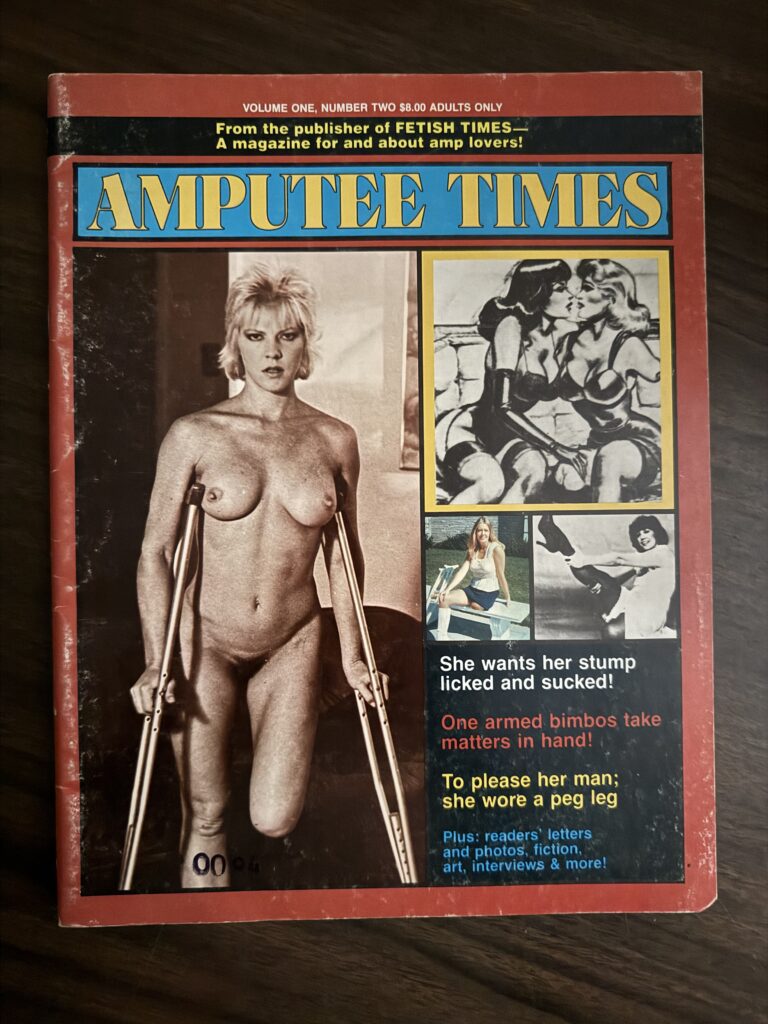 VOLUME ONE, NUMBER TWO $8.00 ADULTS ONLY
From the publisher of FETISH TIMES—
A magazine for and about amp lovers!
AMPUTEE TIMES
She wants her stump
licked and sucked!
One armed bimbos take
matters in hand!
To please her man;
she wore a peg leg
Plus: readers' letters
and photos, fiction,
art, interviews & more!